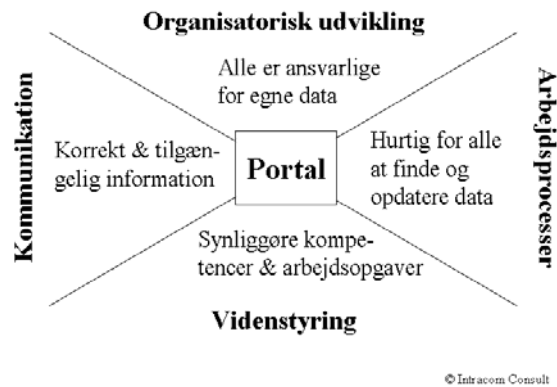 Organisatorisk udvikling
Alle er ansvarlige
for egne data
Kommunikation
Korrekt & tilgæn-
gelig information
Portal
Hurtig for alle
at finde og
opdatere data
Arbejdsprocesser
Synliggøre kompe-
tencer & arbejdsopgaver
Videnstyring
© Intracom Consult